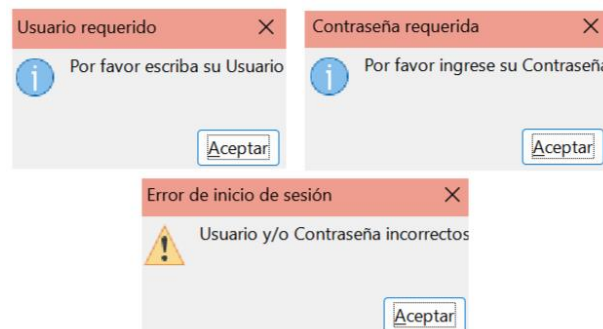 Usuario requerido
Por favor escriba su Usuario
Aceptar
Contraseña requerida
Por favor ingrese su Contraseña
Aceptar
Error de inicio de sesión
Usuario y/o Contraseña incorrectos
Aceptar